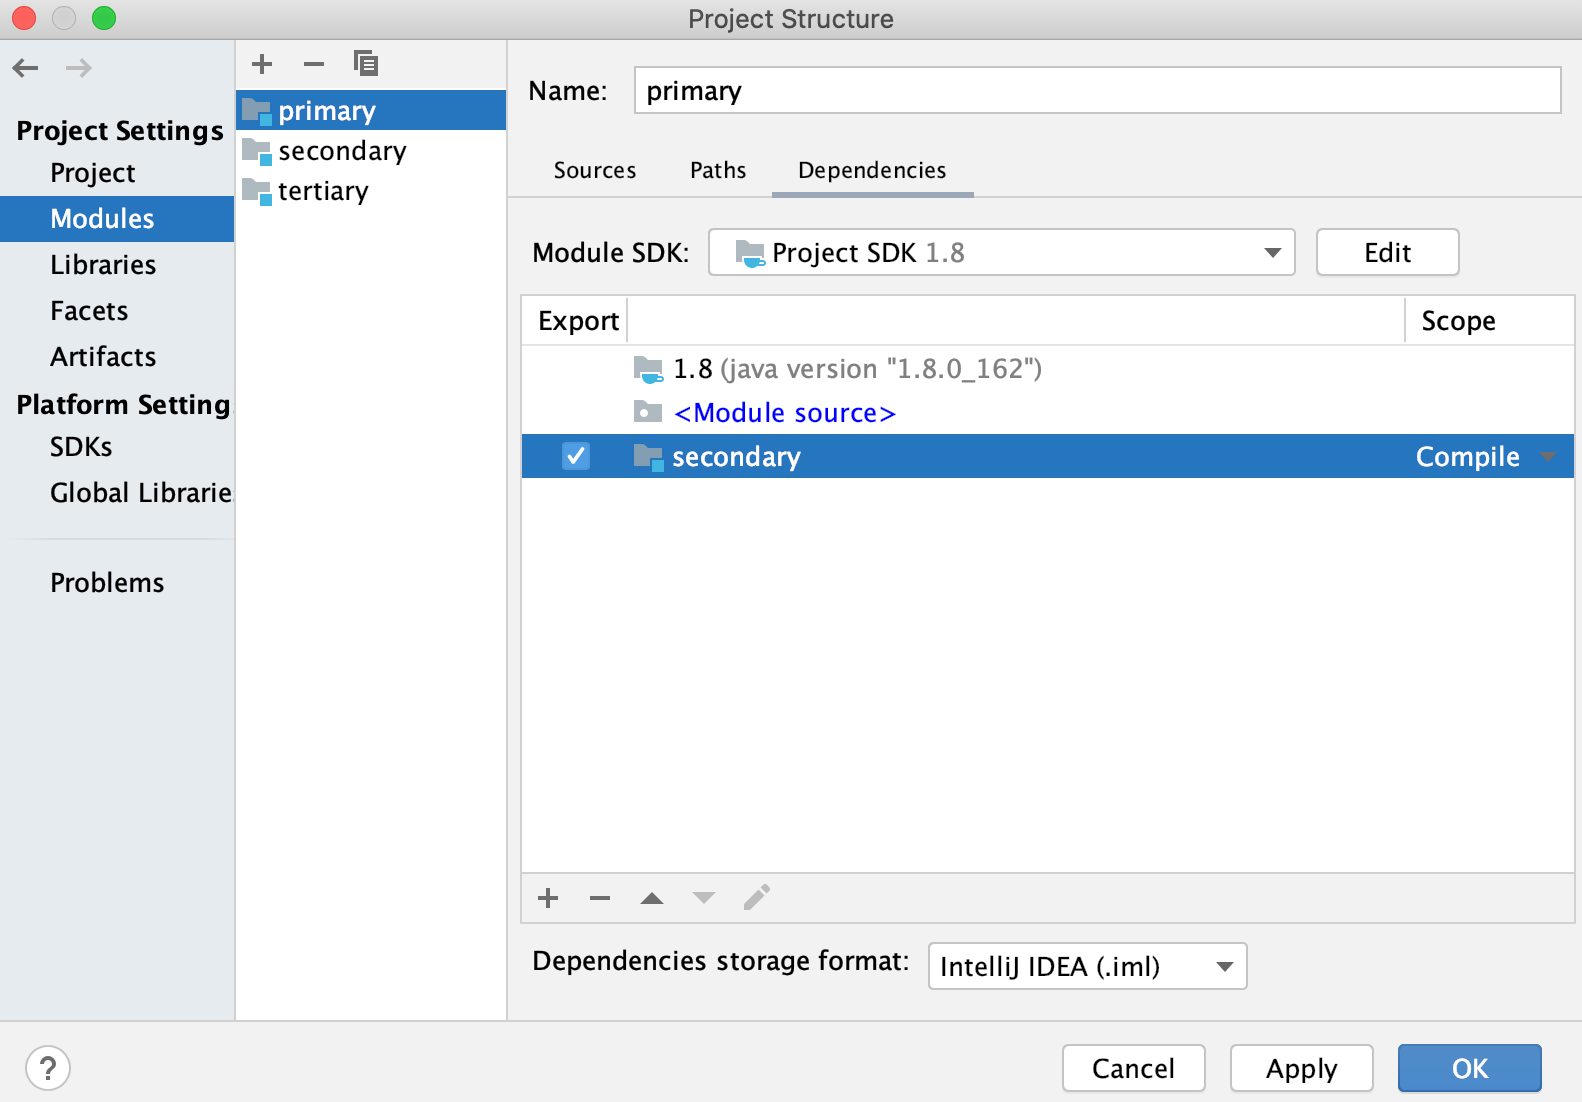 Project Structure
Project Settings
Project
Modules
Libraries
Facets
Artifacts
Platform Setting
SDKs
Global Librarie
Problems
primary
secondary
tertiary
Name: primary
Sources Paths Dependencies
Module SDK: Project SDK 1.8 Edit
Export Scope
1.8 (java version "1.8.0_162")
<Module source>
secondary Compile
Dependencies storage format: IntelliJ IDEA (.iml)
? Cancel Apply OK